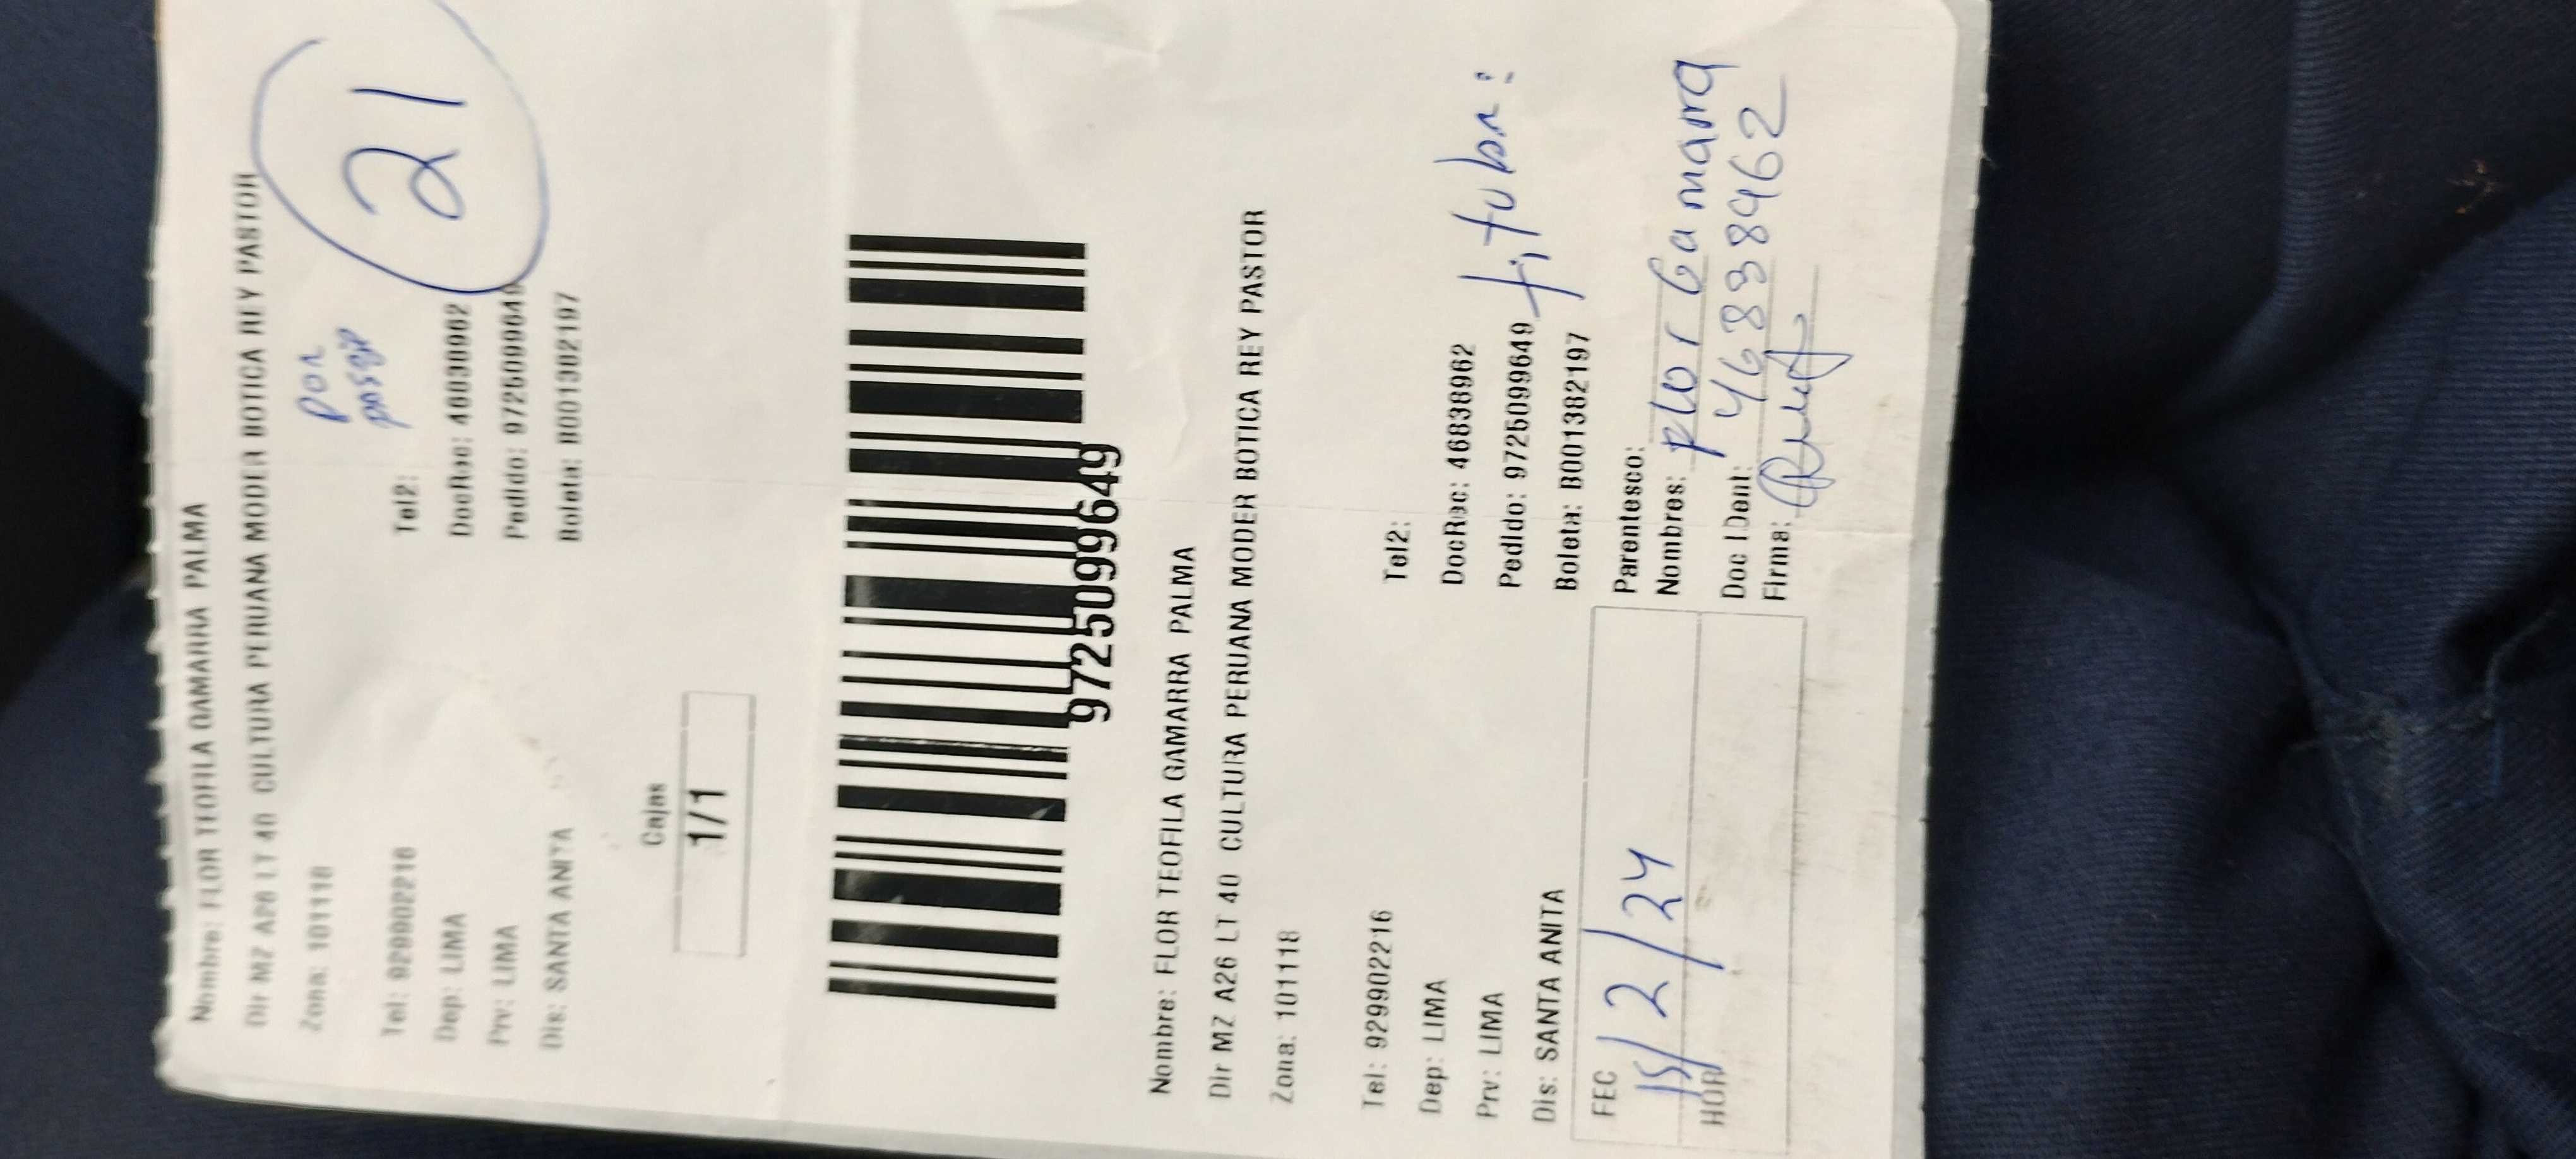 Nombre: FLOR TEOFILA GAMARRA PALMA
Dir MZ A26 LT 40 CULTURA PERUANA MODER BOTICA REY PASTOR
Zona: 101118
por
21
Tel: 929902216
Tel2:
Dep: LIMA
DocRec: 46838962
Prv: LIMA
Pedido: 9725099649
Dis: SANTA ANITA
Boleta: B001382197
Cajas
1/1
9725099649
Nombre: FLOR TEOFILA GAMARRA PALMA
Dir MZ A26 LT 40 CULTURA PERUANA MODER BOTICA REY PASTOR
Zona: 101118
Tel: 929902216
Tel2:
Dep: LIMA
DocRec: 46838962
Prv: LIMA
Pedido: 9725099649
Dis: SANTA ANITA
Boleta: B001382197
FEC
15/2/24
HOR
Parentesco:
Nombres: Flor Gamarra
Doc IDent: 46838962
Firma: